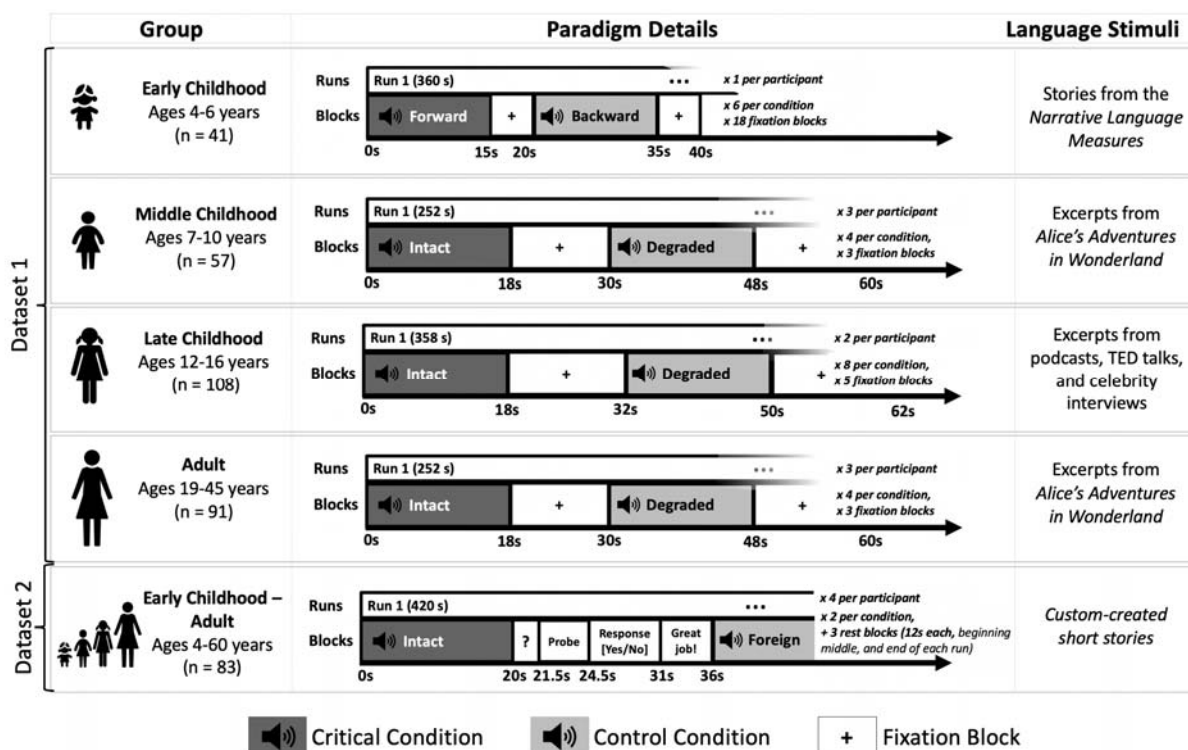 Group
Paradigm Details
Language Stimuli
Dataset 1
Early Childhood
Ages 4-6 years
(n = 41)
Runs
Run 1 (360 s)
...
x 1 per participant
Blocks
Forward
+
Backward
+
x 6 per condition
x 18 fixation blocks
0s
15s
20s
35s
40s
Stories from the
Narrative Language
Measures
Middle Childhood
Ages 7-10 years
(n = 57)
Runs
Run 1 (252 s)
...
x 3 per participant
Blocks
Intact
+
Degraded
+
x 4 per condition,
x 3 fixation blocks
0s
18s
30s
48s
60s
Excerpts from
Alice's Adventures
in Wonderland
Late Childhood
Ages 12-16 years
(n = 108)
Runs
Run 1 (358 s)
...
x 2 per participant
Blocks
Intact
+
Degraded
+
x 8 per condition,
x 5 fixation blocks
0s
18s
32s
50s
62s
Excerpts from
podcasts, TED talks,
and celebrity
interviews
Adult
Ages 19-45 years
(n = 91)
Runs
Run 1 (252 s)
...
x 3 per participant
Blocks
Intact
+
Degraded
+
x 4 per condition,
x 3 fixation blocks
0s
18s
30s
48s
60s
Excerpts from
Alice's Adventures
in Wonderland
Dataset 2
Early Childhood –
Adult
Ages 4-60 years
(n = 83)
Runs
Run 1 (420 s)
...
x 4 per participant
Blocks
Intact
?
Probe
Response
[Yes/No]
Great
job!
Foreign
x 2 per condition,
+ 3 rest blocks (12s each, beginning
middle, and end of each run)
0s
20s
21.5s
24.5s
31s
36s
Custom-created
short stories
Critical Condition
Control Condition
+
Fixation Block